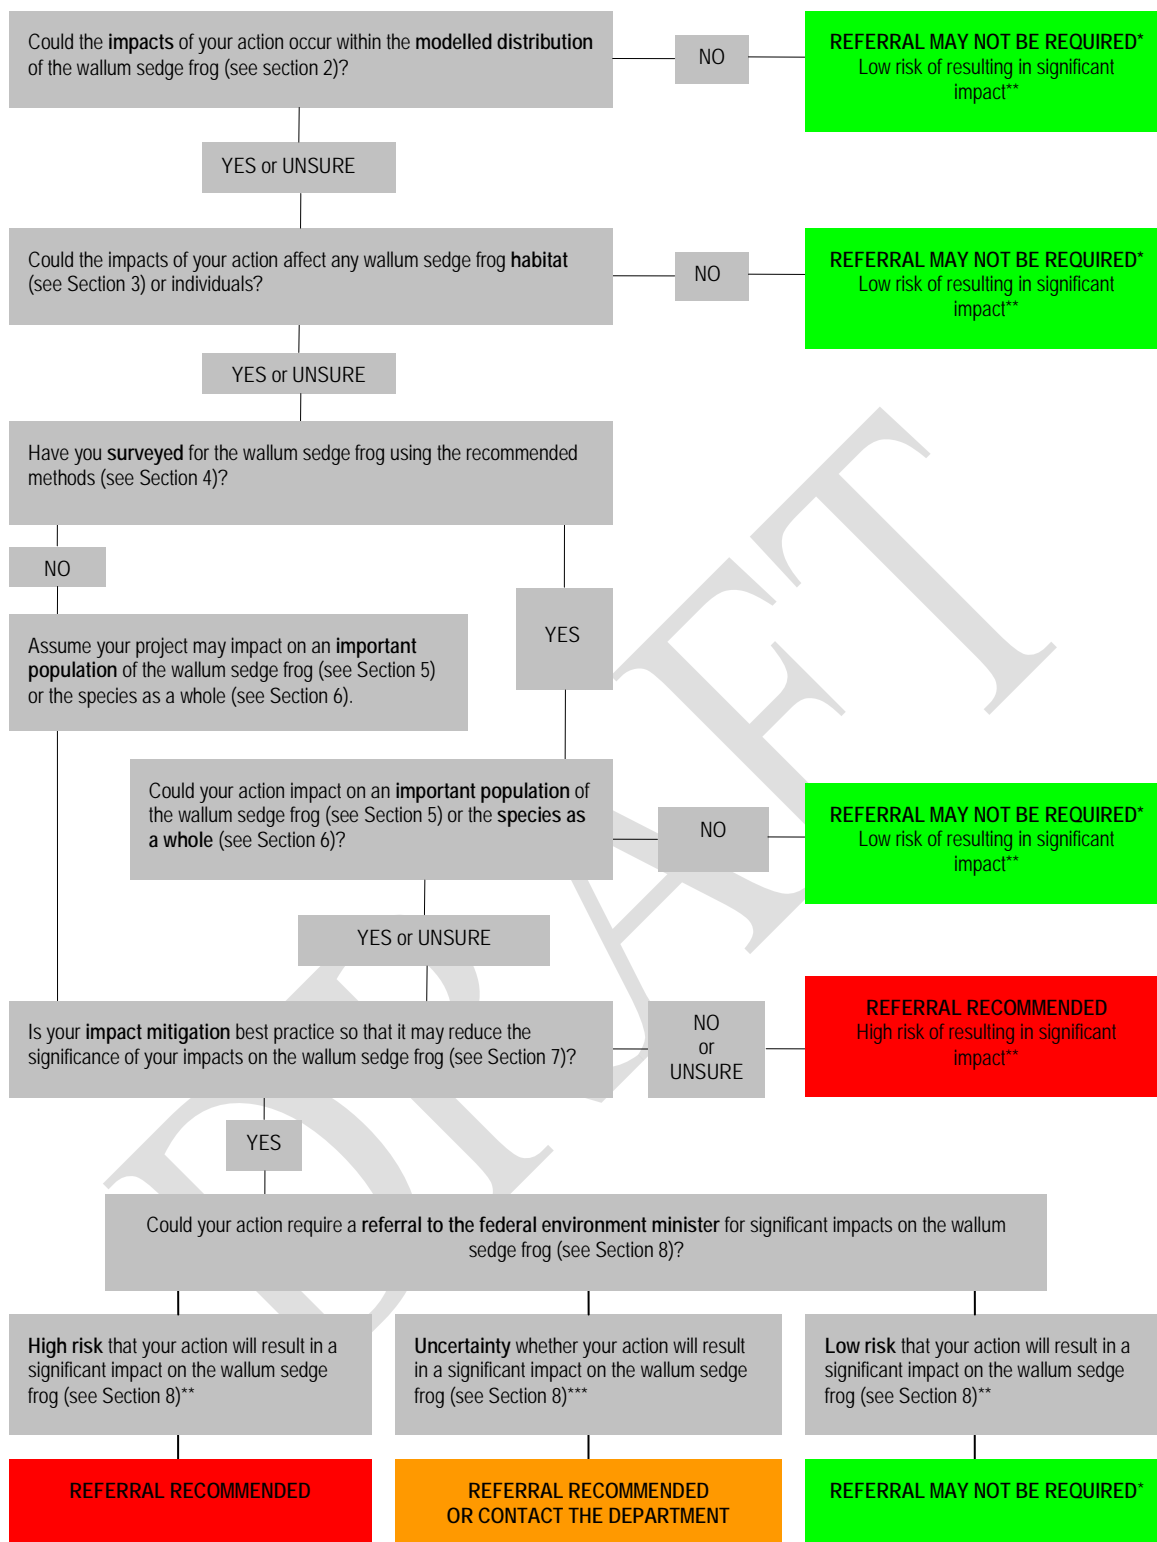 Could the impacts of your action occur within the modelled distribution
of the wallum sedge frog (see section 2)?
NO
REFERRAL MAY NOT BE REQUIRED*
Low risk of resulting in significant
impact**
YES or UNSURE
Could the impacts of your action affect any wallum sedge frog habitat
(see Section 3) or individuals?
NO
REFERRAL MAY NOT BE REQUIRED*
Low risk of resulting in significant
impact**
YES or UNSURE
Have you surveyed for the wallum sedge frog using the recommended
methods (see Section 4)?
NO
YES
Assume your project may impact on an important
population of the wallum sedge frog (see Section 5)
or the species as a whole (see Section 6).
Could your action impact on an important population of
the wallum sedge frog (see Section 5) or the species as
a whole (see Section 6)?
NO
REFERRAL MAY NOT BE REQUIRED*
Low risk of resulting in significant
impact**
YES or UNSURE
Is your impact mitigation best practice so that it may reduce the
significance of your impacts on the wallum sedge frog (see Section 7)?
NO
or
UNSURE
REFERRAL RECOMMENDED
High risk of resulting in significant
impact**
YES
Could your action require a referral to the federal environment minister for significant impacts on the wallum
sedge frog (see Section 8)?
High risk that your action will result in a
significant impact on the wallum sedge
frog (see Section 8)**
Uncertainty whether your action will result
in a significant impact on the wallum sedge
frog (see Section 8)***
Low risk that your action will result in a
significant impact on the wallum sedge
frog (see Section 8)**
REFERRAL RECOMMENDED
REFERRAL RECOMMENDED
OR CONTACT THE DEPARTMENT
REFERRAL MAY NOT BE REQUIRED*
DRAFT